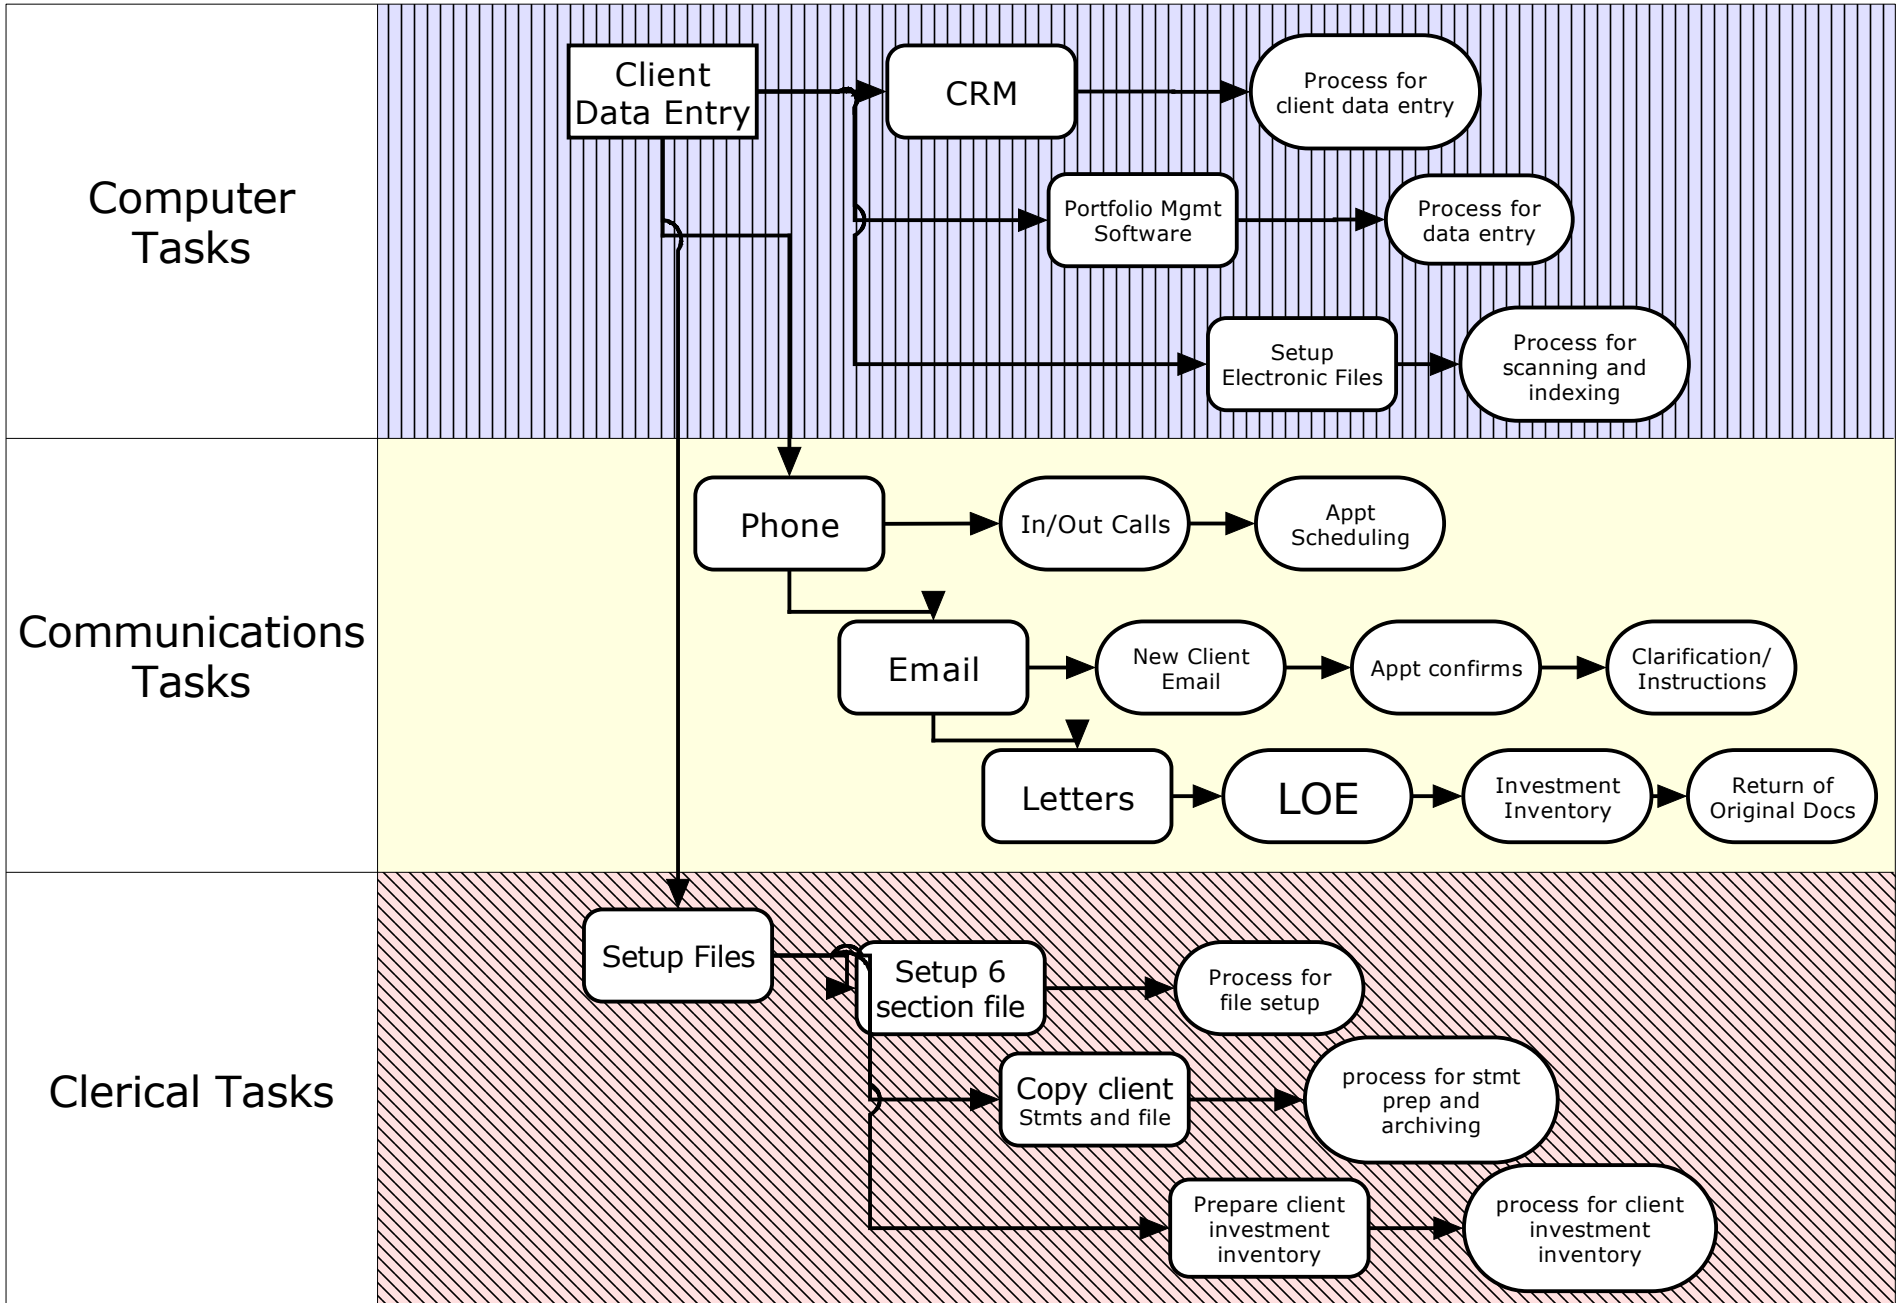 Computer
Tasks
Client
Data Entry
CRM
Process for
client data entry
Portfolio Mgmt
Software
Process for
data entry
Setup
Electronic Files
Process for
scanning and
indexing
Communications
Tasks
Phone
In/Out Calls
Appt
Scheduling
Email
New Client
Email
Appt confirms
Clarification/
Instructions
Letters
LOE
Investment
Inventory
Return of
Original Docs
Clerical Tasks
Setup Files
Setup 6
section file
Process for
file setup
Copy client
Stmts and file
process for stmt
prep and
archiving
Prepare client
investment
inventory
process for client
investment
inventory